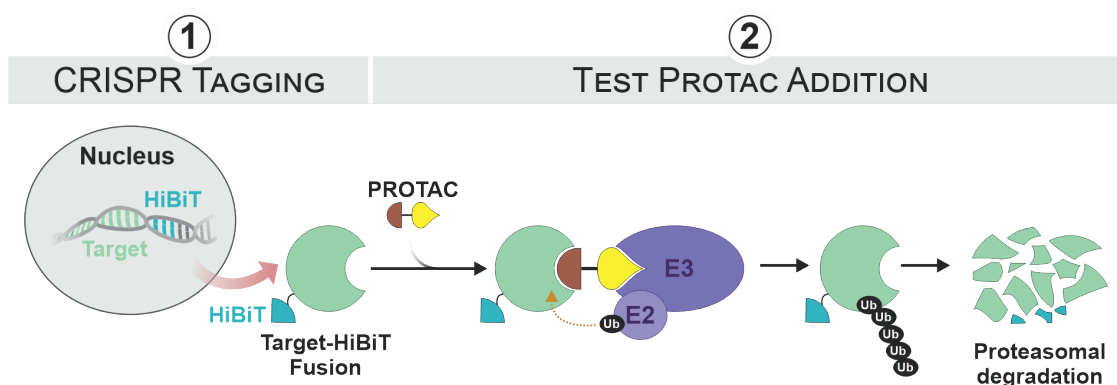 1
2
CRISPR TAGGING
TEST PROTAC ADDITION
Nucleus
HiBiT
Target
PROTAC
HiBiT
Target-HiBiT
Fusion
E3
E2
Ub
Ub
Ub
Ub
Ub
Ub
Proteasomal
degradation